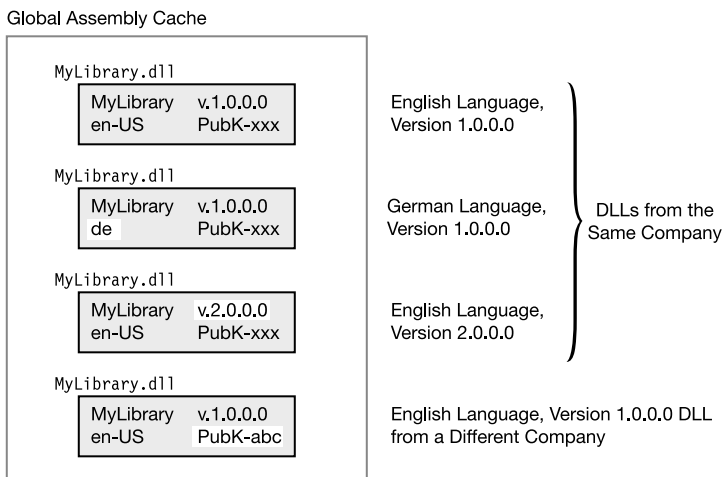 Global Assembly Cache
MyLibrary.dll
MyLibrary v.1.0.0.0
en-US PubK-xxx
English Language,
Version 1.0.0.0
MyLibrary.dll
MyLibrary v.1.0.0.0
de PubK-xxx
German Language,
Version 1.0.0.0
DLLs from the
Same Company
MyLibrary.dll
MyLibrary v.2.0.0.0
en-US PubK-xxx
English Language,
Version 2.0.0.0
MyLibrary.dll
MyLibrary v.1.0.0.0
en-US PubK-abc
English Language, Version 1.0.0.0 DLL
from a Different Company